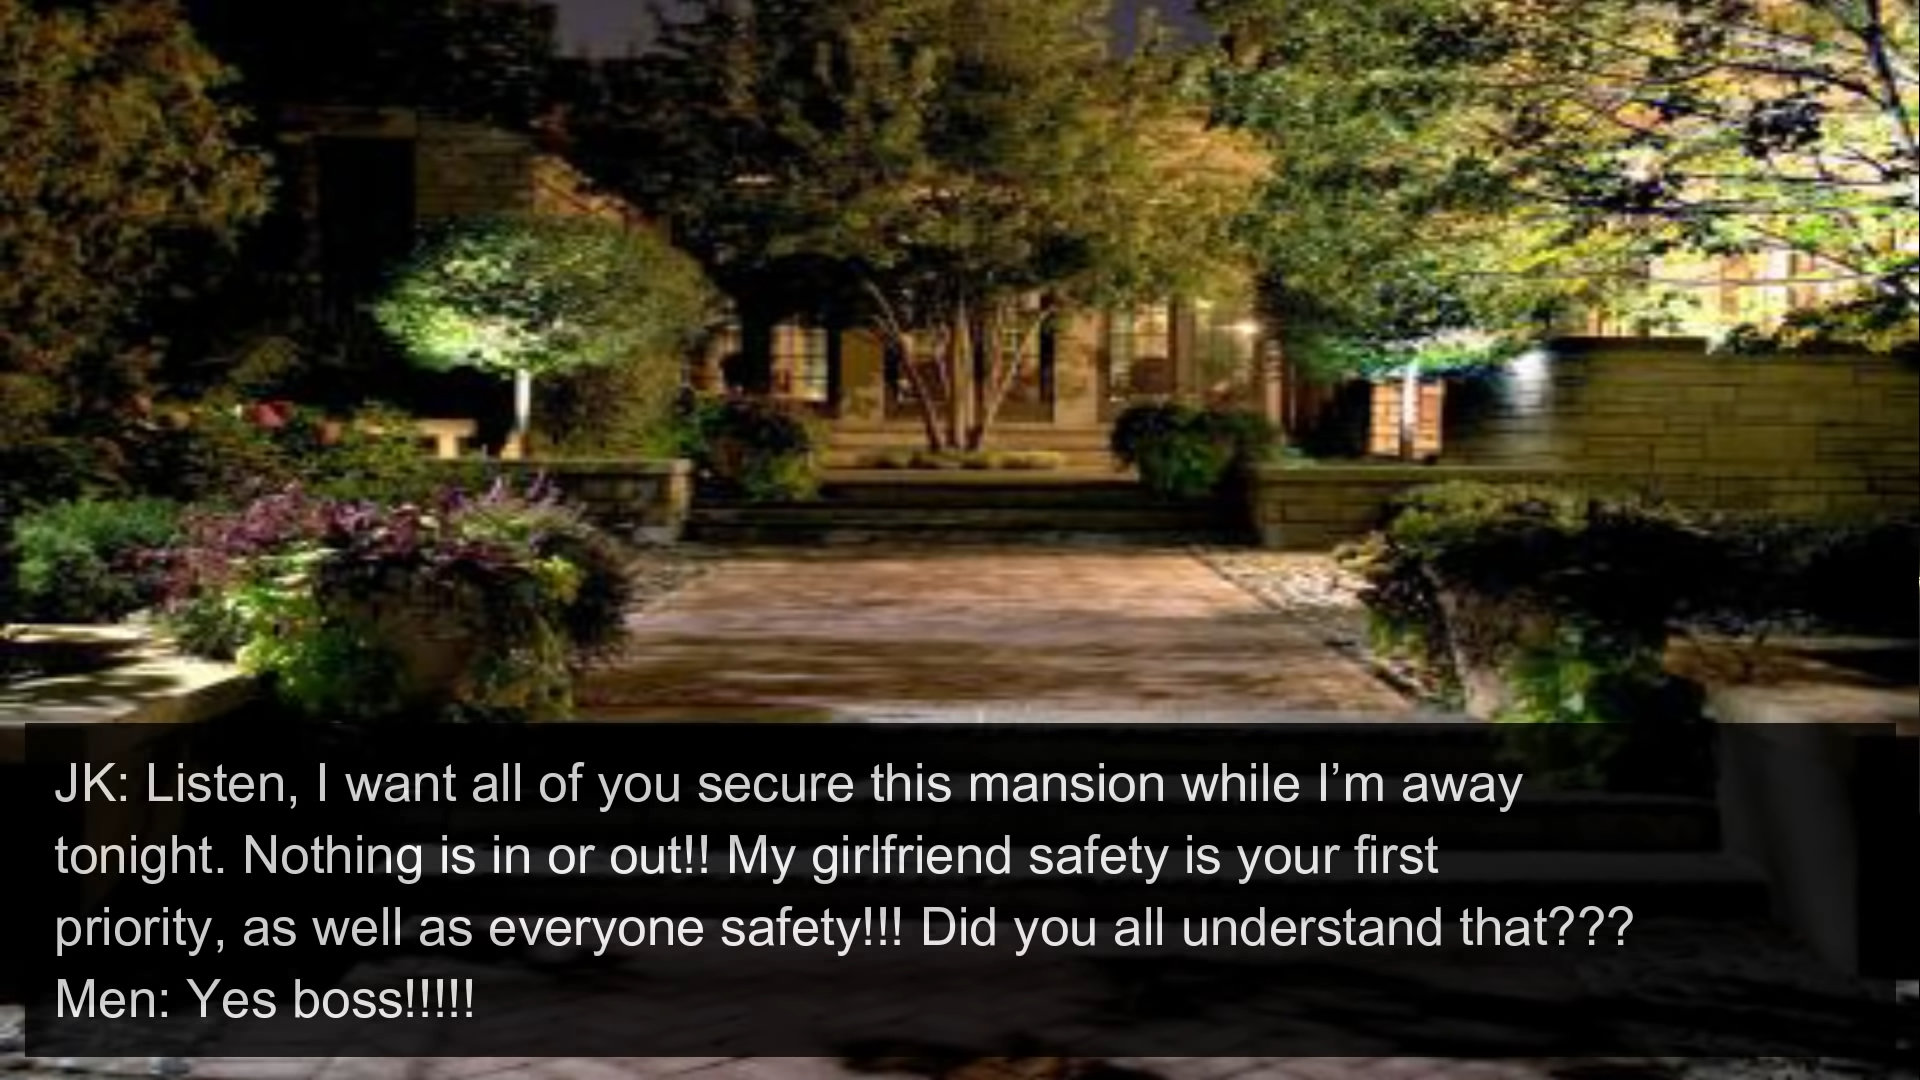 JK: Listen, I want all of you secure this mansion while I’m away
tonight. Nothing is in or out!! My girlfriend safety is your first
priority, as well as everyone safety!!! Did you all understand that???
Men: Yes boss!!!!!